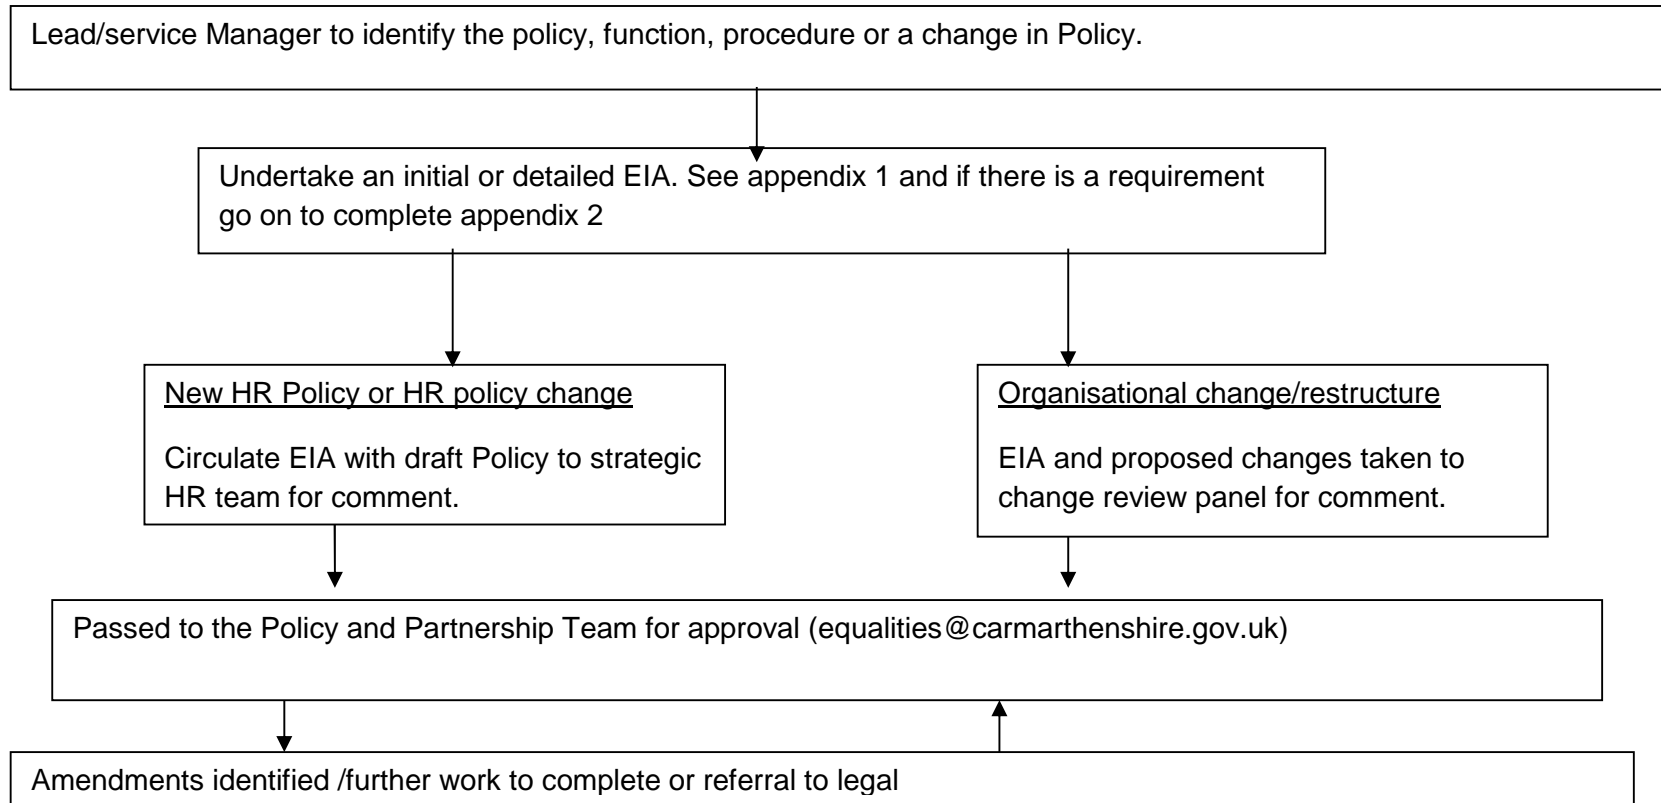 Lead/service Manager to identify the policy, function, procedure or a change in Policy.
Undertake an initial or detailed EIA. See appendix 1 and if there is a requirement
go on to complete appendix 2
New HR Policy or HR policy change
Circulate EIA with draft Policy to strategic
HR team for comment.
Organisational change/restructure
EIA and proposed changes taken to
change review panel for comment.
Passed to the Policy and Partnership Team for approval (equalities@carmarthenshire.gov.uk)
Amendments identified /further work to complete or referral to legal